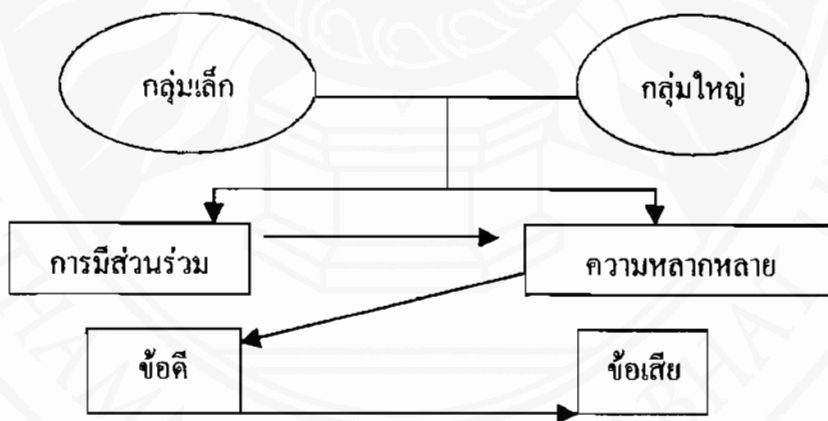 กลุ่มเล็ก
กลุ่มใหญ่
การมีส่วนร่วม
ความหลากหลาย
ข้อดี
ข้อเสีย